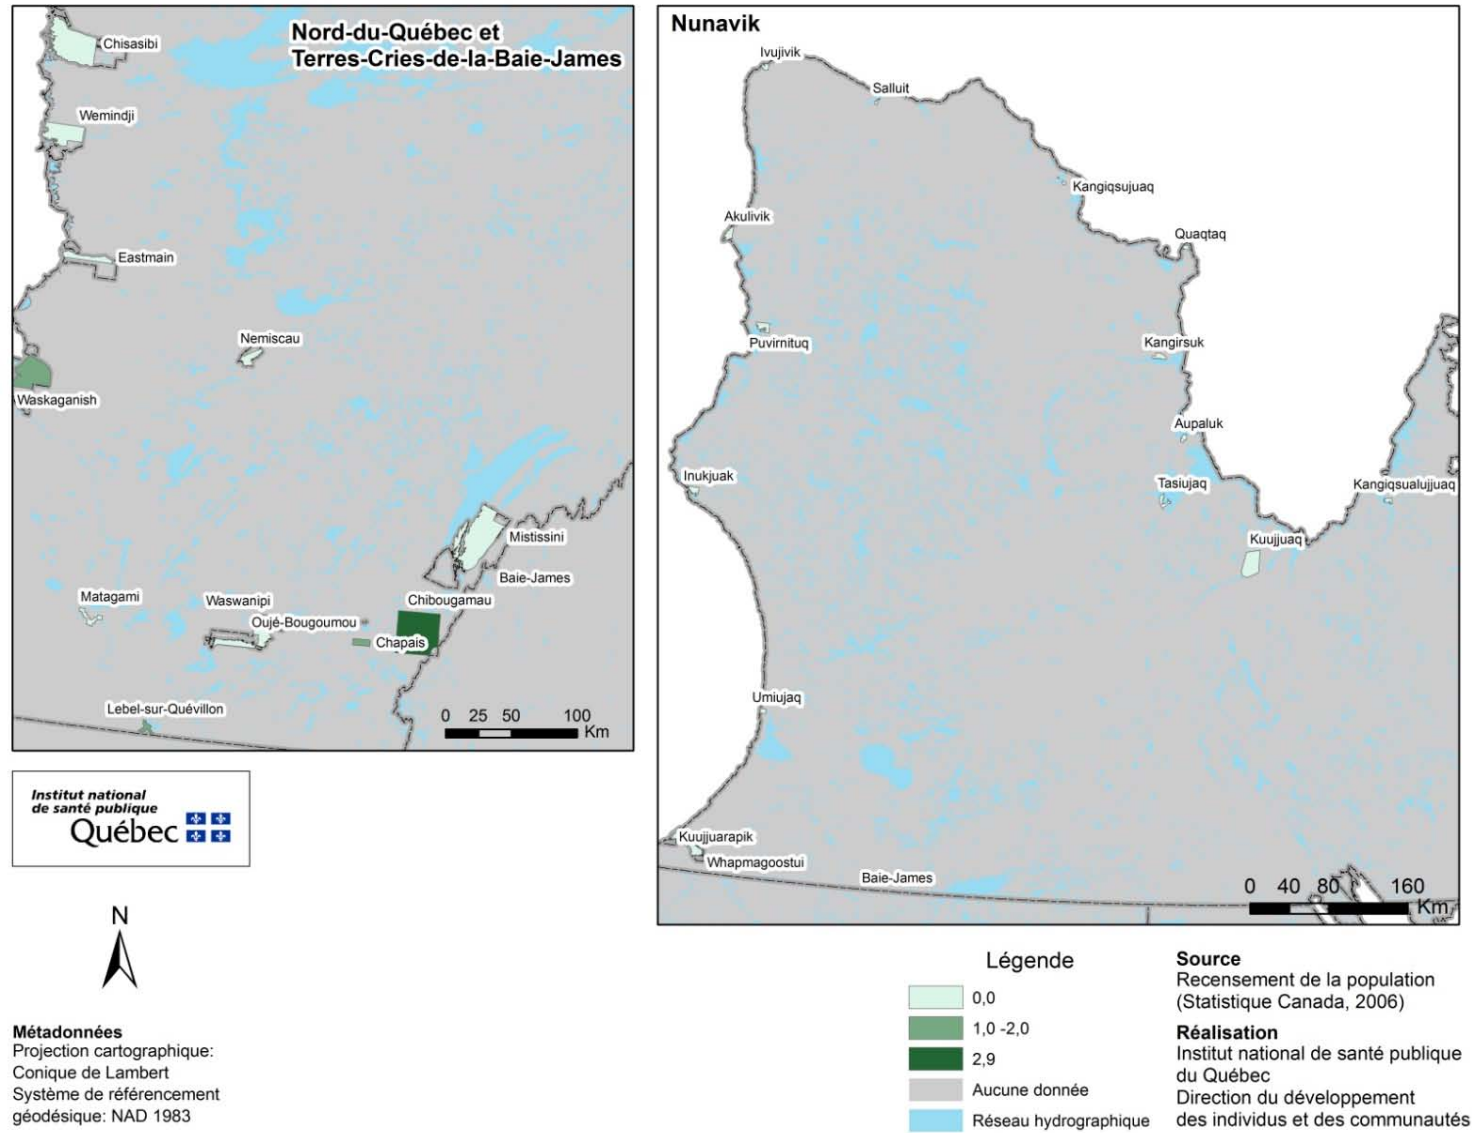 Nord-du-Québec et
Terres-Cries-de-la-Baie-James
Chisasibi
Wemindji
Eastmain
Nemiscau
Waskaganish
Mistissini
Baie-James
Matagami
Waswanipi
Chibougamau
Oujé-Bougoumou
Chapais
Lebel-sur-Quévillon
0 25 50 100
Km
Nunavik
Ivujivik
Salluit
Kangiqsujuaq
Akulivik
Quaqtaq
Puvirnituq
Kangirsuk
Aupaluk
Inukjuak
Tasiujaq
Kangiqsualujjuaq
Kuujjuaq
Umiujaq
Kuujjuarapik
Whapmagoostui
Baie-James
0 40 80 160
Km
Institut national
de santé publique
Québec
N
Métadonnées
Projection cartographique:
Conique de Lambert
Système de référencement
géodésique: NAD 1983
Légende
0,0
1,0 -2,0
2,9
Aucune donnée
Réseau hydrographique
Source
Recensement de la population
(Statistique Canada, 2006)
Réalisation
Institut national de santé publique
du Québec
Direction du développement
des individus et des communautés